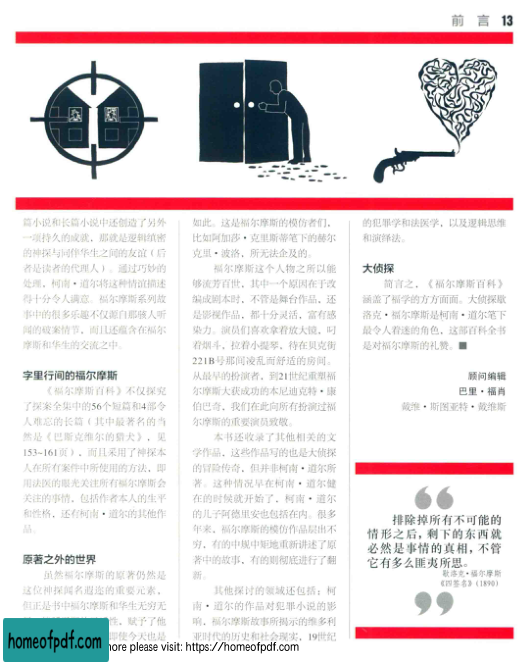 前 言 13
篇小说和长篇小说中还创造了另外
一项持久的成就，那就是逻辑缜密
的神探与同伴华生之间的友谊（后
者是读者的代理人）。通过巧妙的
处理，柯南·道尔将这种情谊描述
得十分令人满意。福尔摩斯系列故
事中的很多乐趣不仅源自那骇人听
闻的破案情节，而且还蕴含在福尔
摩斯和华生的交流之中。
字里行间的福尔摩斯
《福尔摩斯百科》不仅探究
了探案全集中的56个短篇和4部令
人难忘的长篇（其中最著名的当
然是《巴斯克维尔的猎犬》，见
153~161页），而且采用了神探本
人在所有案件中所使用的方法，即
用法医的眼光关注所有福尔摩斯会
关注的事情，包括作者本人的生平
和性格，还有柯南·道尔的其他作
品。
原著之外的世界
虽然福尔摩斯的原著仍然是
这位神探闻名遐迩的重要元素，
但正是书中福尔摩斯和华生无穷无
性，赋予了他
即使今天也是
如此。这是福尔摩斯的模仿者们，
比如阿加莎·克里斯蒂笔下的赫尔
克里·波洛，所无法企及的。
福尔摩斯这个人物之所以能
够流芳百世，其中一个原因在于改
编成剧本时，不管是舞台作品，还
是影视作品，都十分灵活，富有感
染力。演员们喜欢拿着放大镜，叼
着烟斗，拉着小提琴，待在贝克街
221B号那间凌乱而舒适的房间。
从最早的扮演者，到21世纪重塑福
尔摩斯大获成功的本尼迪克特·康
伯巴奇，我们在此向所有扮演过福
尔摩斯的重要演员致敬。
本书还收录了其他相关的文
学作品，这些作品写的也是大侦探
的冒险传奇，但并非柯南·道尔所
著。这种情况早在柯南·道尔健
在的时候就开始了，柯南·道尔
的儿子阿德里安也包括在内。很多
年来，福尔摩斯的模仿作品层出不
穷，有的中规中矩地重新讲述了原
著中的故事，有的则彻底进行了翻
新。
其他探讨的领域还包括：柯
南·道尔的作品对犯罪小说的影
响，福尔摩斯故事所揭示的维多利
亚时代的历史和社会现实，19世纪
的犯罪学和法医学，以及逻辑思维
和演绎法。
大侦探
简言之，《福尔摩斯百科》
涵盖了福学的方方面面。大侦探歇
洛克·福尔摩斯是柯南·道尔笔下
最令人着迷的角色，这部百科全书
是对福尔摩斯的礼赞。■
顾问编辑
巴里·福肖
戴维·斯图亚特·戴维斯
“
排除掉所有不可能的
情形之后，剩下的东西就
必然是事情的真相，不管
它有多么匪夷所思。
歇洛克·福尔摩斯
《四签名》（1890）
”
homeofpdf.com
more please visit: https://homeofpdf.com